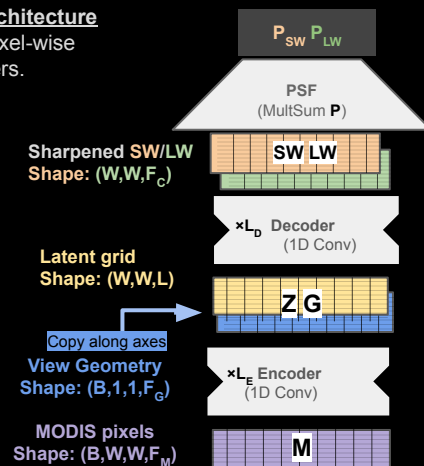 chitecture
xel-wise
ers.
P_SW P_LW
PSF
(MultSum P)
Sharpened SW/LW
Shape: (W,W,F_C)
SW LW
×L_D Decoder
(1D Conv)
Latent grid
Shape: (W,W,L)
Z G
Copy along axes
View Geometry
Shape: (B,1,1,F_G)
×L_E Encoder
(1D Conv)
MODIS pixels
Shape: (B,W,W,F_M)
M